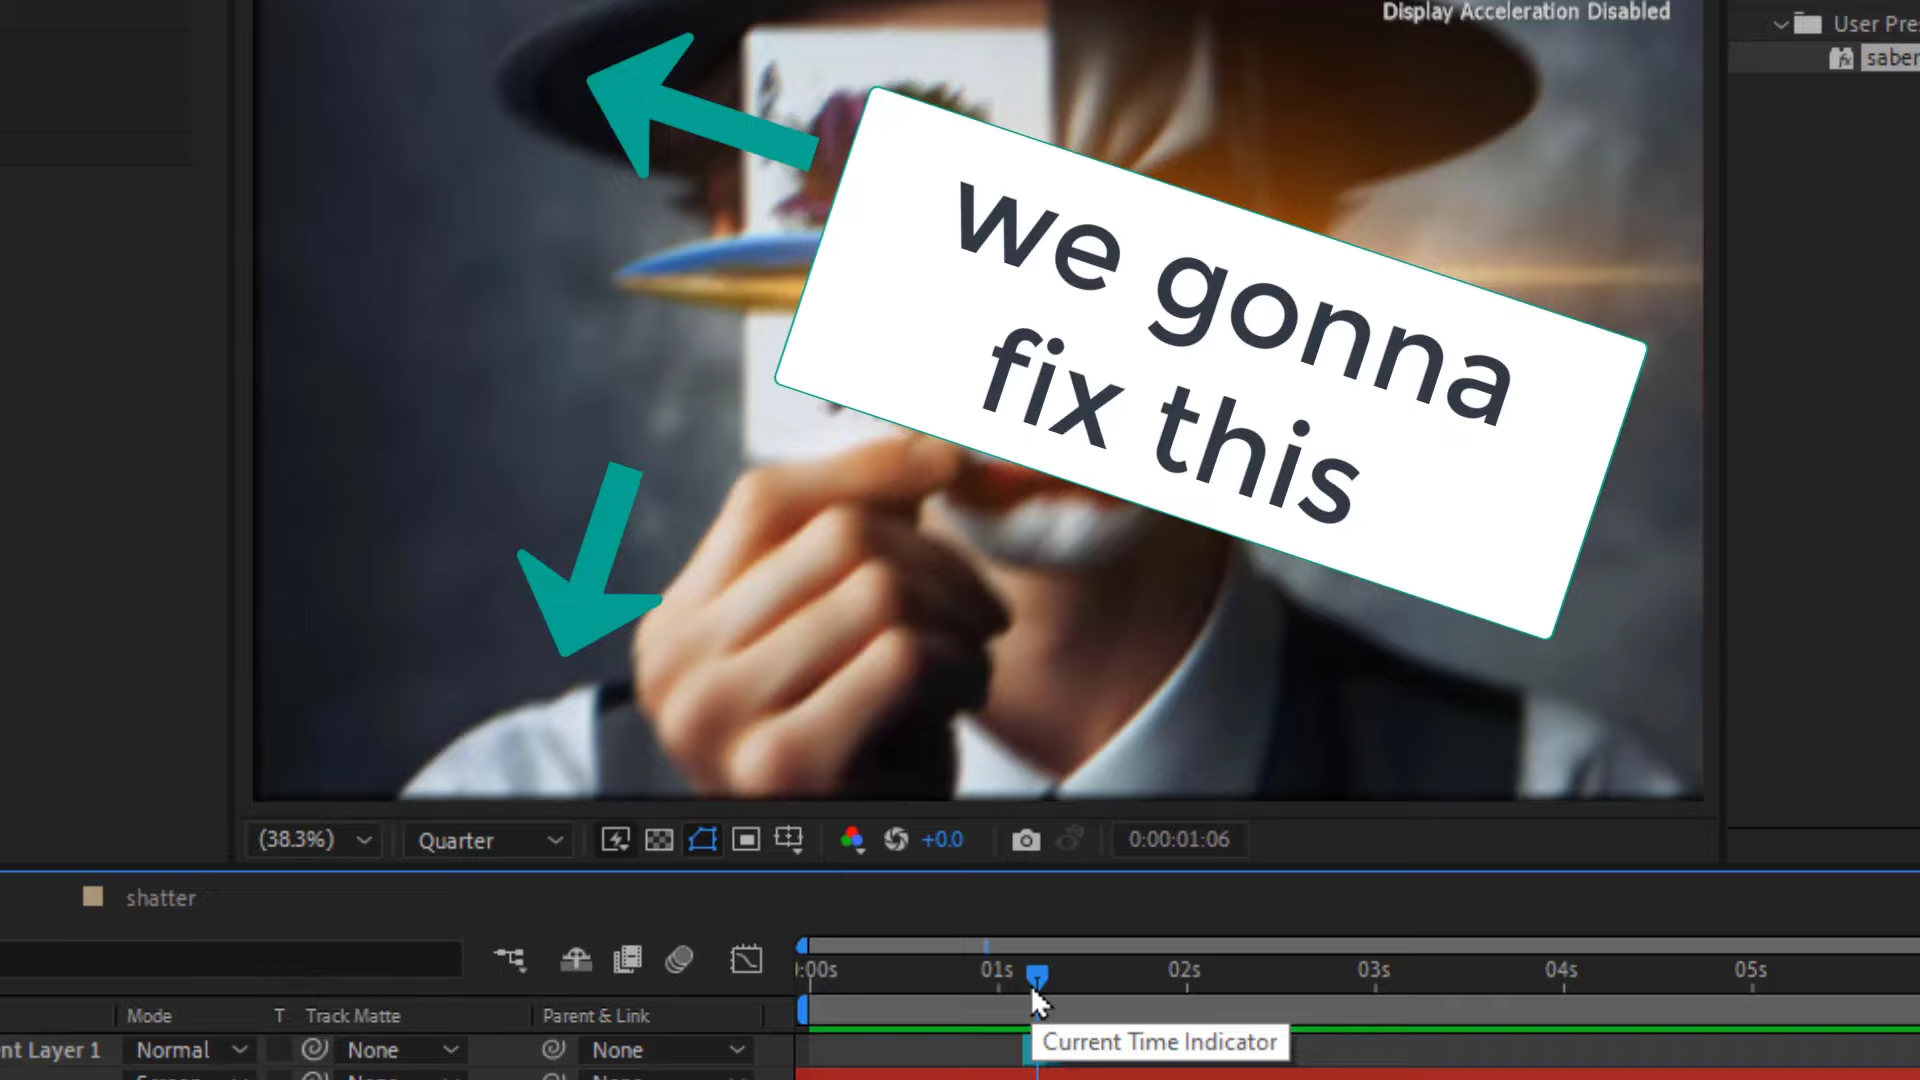 Display Acceleration Disabled
User Pre
saber
we gonna
fix this
(38.3%)
Quarter
+0.0
0:00:01:06
shatter
:00s 01s 02s 03s 04s 05s
Mode T Track Matte Parent & Link
Current Time Indicator
nt Layer 1 Normal None None